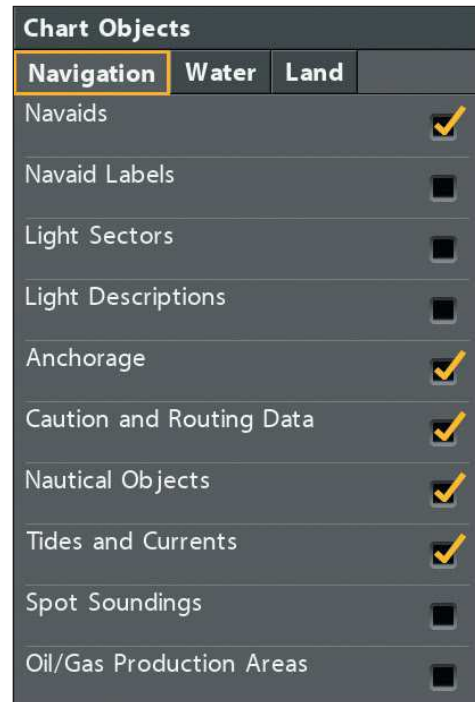 Chart Objects
Navigation Water Land
Navaids
Navaid Labels
Light Sectors
Light Descriptions
Anchorage
Caution and Routing Data
Nautical Objects
Tides and Currents
Spot Soundings
Oil/Gas Production Areas